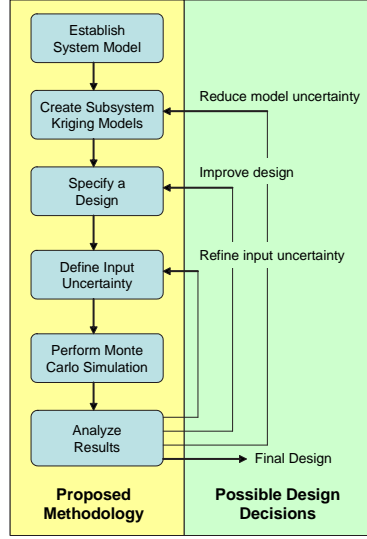 Establish
System Model
Create Subsystem
Kriging Models
Reduce model uncertainty
Specify a
Design
Improve design
Define Input
Uncertainty
Refine input uncertainty
Perform Monte
Carlo Simulation
Analyze
Results
Final Design
Proposed
Methodology
Possible Design
Decisions